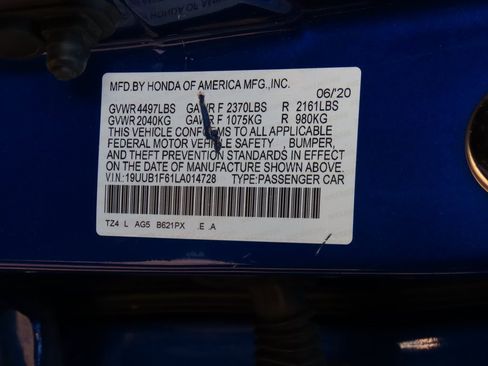 MFD.BY HONDA OF AMERICA MFG.,INC.
06/20
GVWR 4497LBS GAWR F 2370LBS R 2161LBS
GVWR 2040KG GAWR F 1075KG R 980KG
THIS VEHICLE CONFORMS TO ALL APPLICABLE
FEDERAL MOTOR VEHICLE SAFETY , BUMPER,
AND THEFT PREVENTION STANDARDS IN EFFECT
ON THE DATE OF MANUFACTURE SHOWN ABOVE.
VIN:19UUB1F61LA014728 TYPE:PASSENGER CAR
TZ4 L AG5 B621PX .E .A